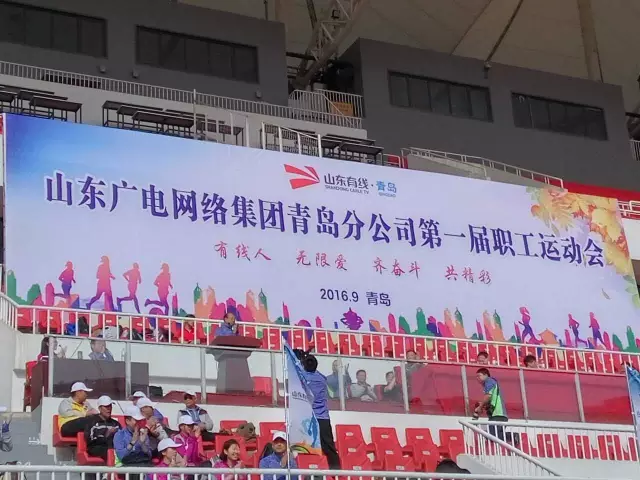 山东有线·青岛
SHANDONG CABLE TV QINGDAO
山东广电网络集团青岛分公司第一届职工运动会
有线人 无限爱 齐奋斗 共精彩
2016.9 青岛